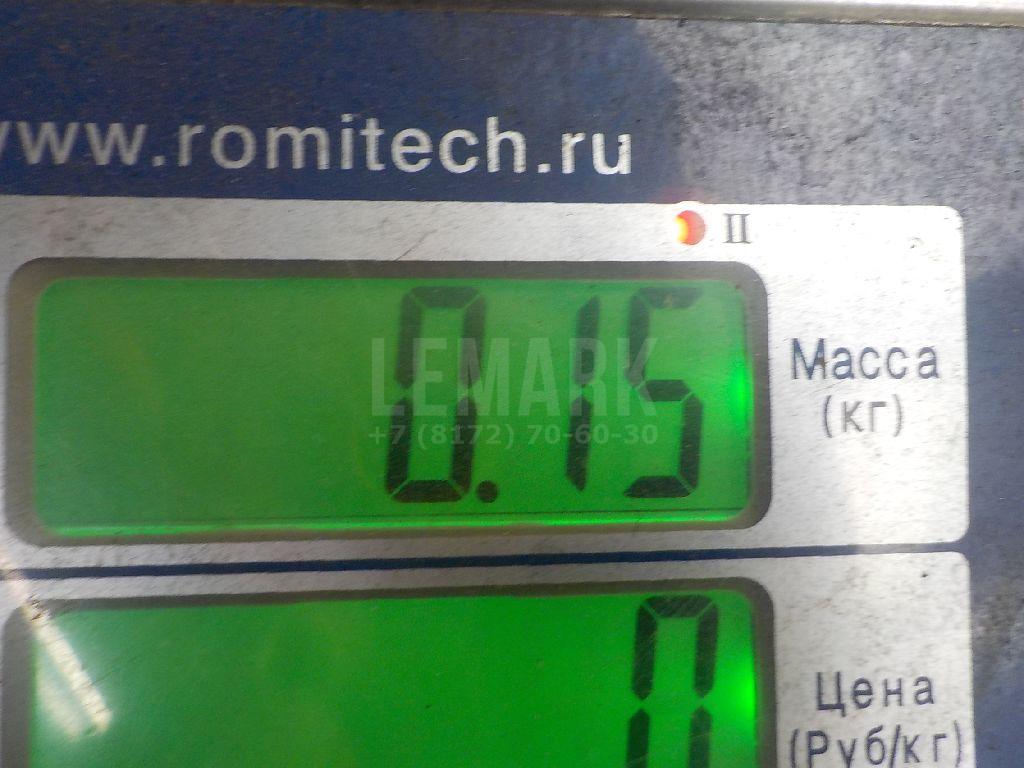 www.romitech.ru
II
0.15
Масса
(кг)
LEMARK
+7 (8172) 70-60-30
0
Цена
(Руб/кг)